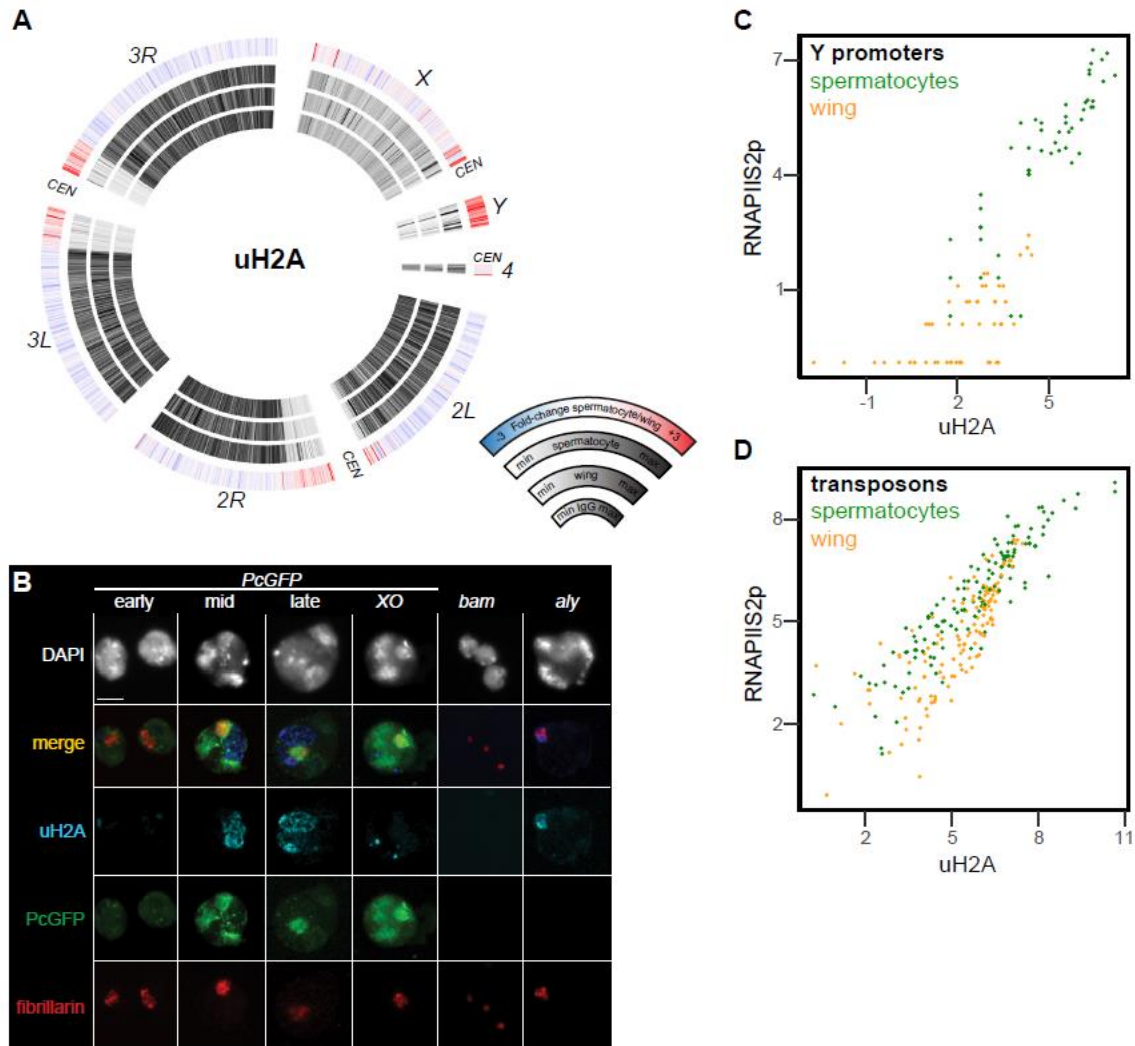 A
3R
X
CEN
CEN
Y
uH2A
CEN
4
3L
2L
CEN
2R
-3 Fold-change spermatocyte/wing +3
min spermatocyte max
min wing max
min IgG max
B
PcGFP
early mid late XO bam aly
DAPI
merge
uH2A
PcGFP
fibrillarin
C
Y promoters
spermatocytes
wing
7
4
1
RNAPIIS2p
-1 2 5
uH2A
D
transposons
spermatocytes
wing
8
5
2
RNAPIIS2p
2 5 8 11
uH2A